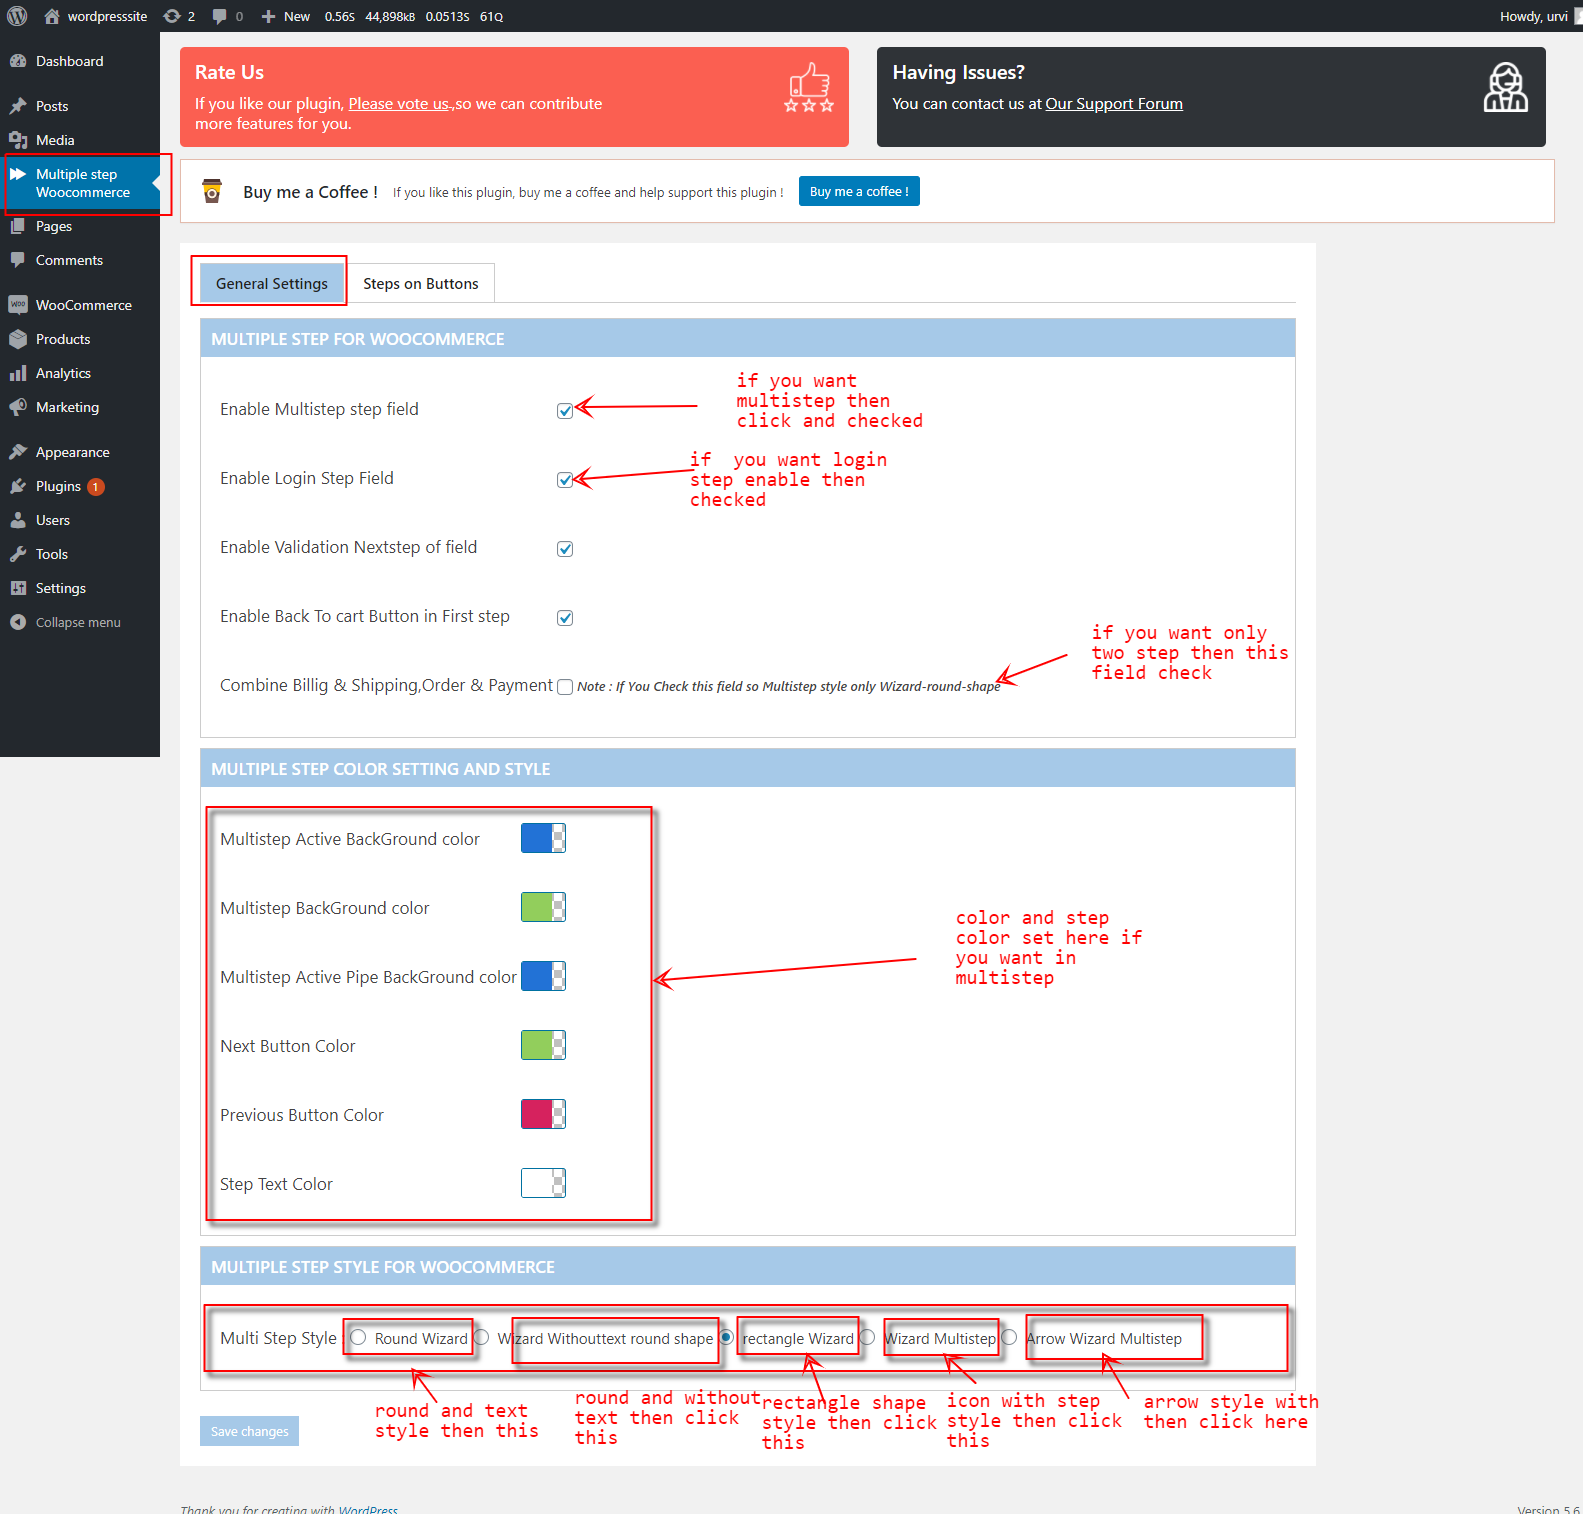 wordpresssite 2 0 New 0.56S 44,898KB 0.0513S 61Q
Howdy, urvi
Dashboard
Posts
Media
Multiple step
Woocommerce
Pages
Comments
WooCommerce
Products
Analytics
Marketing
Appearance
Plugins 1
Users
Tools
Settings
Collapse menu
Rate Us
If you like our plugin, Please vote us ,so we can contribute
more features for you.
Having Issues?
You can contact us at Our Support Forum
Buy me a Coffee ! If you like this plugin, buy me a coffee and help support this plugin ! Buy me a coffee !
General Settings Steps on Buttons
MULTIPLE STEP FOR WOOCOMMERCE
Enable Multistep step field
if you want
multistep then
click and checked
Enable Login Step Field
if you want login
step enable then
checked
Enable Validation Nextstep of field
Enable Back To cart Button in First step
Combine Billig & Shipping,Order & Payment Note : If You Check this field so Multistep style only Wizard-round-shape
if you want only
two step then this
field check
MULTIPLE STEP COLOR SETTING AND STYLE
Multistep Active BackGround color
Multistep BackGround color
Multistep Active Pipe BackGround color
Next Button Color
Previous Button Color
Step Text Color
color and step
color set here if
you want in
multistep
MULTIPLE STEP STYLE FOR WOOCOMMERCE
Multi Step Style : Round Wizard Wizard Withouttext round shape rectangle Wizard Wizard Multistep Arrow Wizard Multistep
round and text
style then this
round and without
text then click
this
rectangle shape
style then click
this
icon with step
style then click
this
arrow style with
then click here
Save changes
Thank you for creating with WordPress
Version 5.6